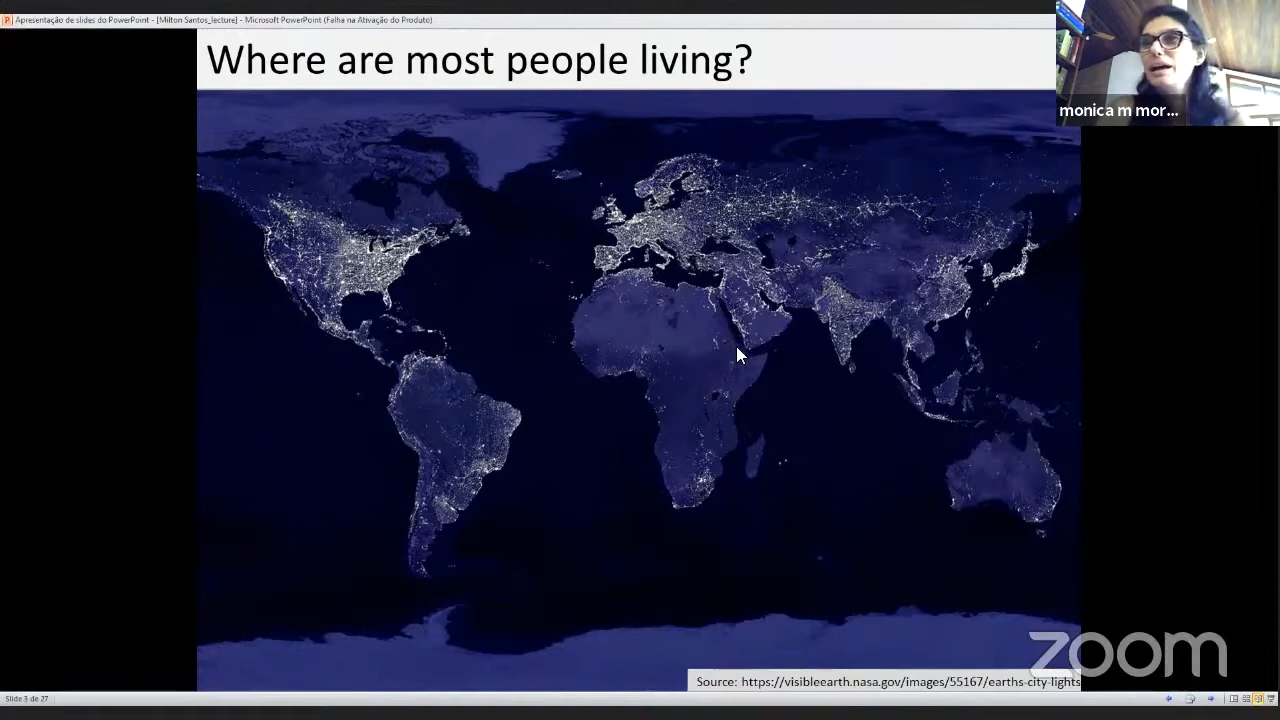 Apresentação de slides do PowerPoint - [Milton Santos_lecture] - Microsoft PowerPoint (Falha na Ativação do Produto)
Where are most people living?
monica m mor...
zoom
Source: https://visibleearth.nasa.gov/images/55167/earths-city-lights
Slide 3 de 27